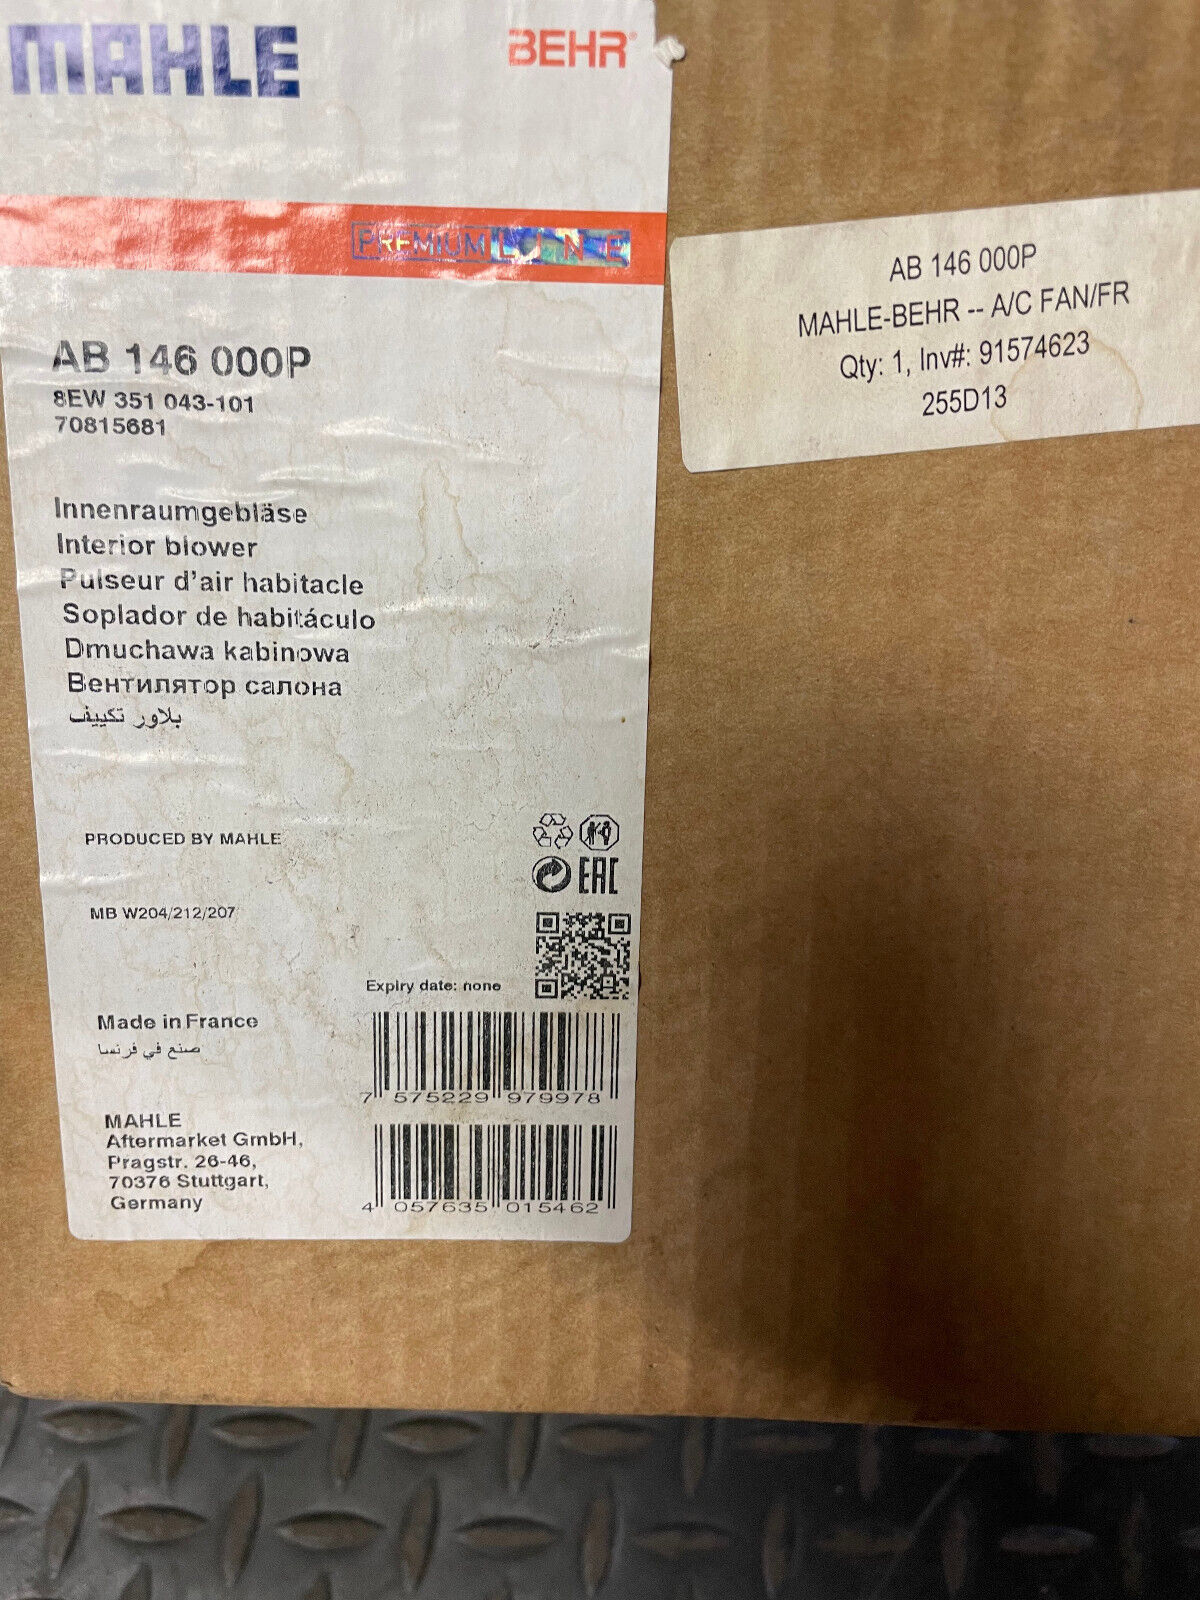 MAHLE
BEHR®
PREMIUM LINE
AB 146 000P
8EW 351 043-101
70815681
Innenraumgebläse
Interior blower
Pulseur d'air habitacle
Soplador de habitáculo
Dmuchawa kabinowa
Вентилятор салона
بلاور تكييف
PRODUCED BY MAHLE
EAC
MB W204/212/207
Expiry date: none
Made in France
صنع في فرنسا
7 575229 979978
MAHLE
Aftermarket GmbH,
Pragstr. 26-46,
70376 Stuttgart,
Germany
4 057635 015462
AB 146 000P
MAHLE-BEHR -- A/C FAN/FR
Qty: 1, Inv#: 91574623
255D13